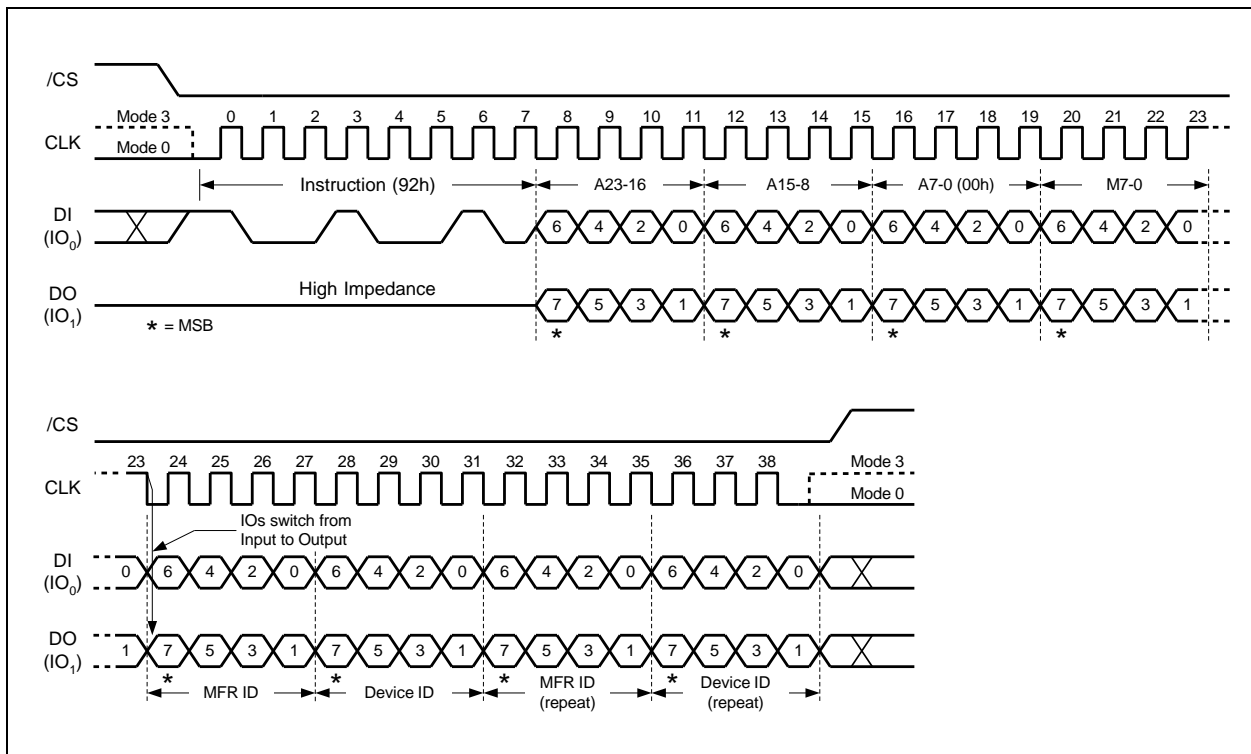 /CS
Mode 3 0 1 2 3 4 5 6 7 8 9 10 11 12 13 14 15 16 17 18 19 20 21 22 23
CLK Mode 0
Instruction (92h) A23-16 A15-8 A7-0 (00h) M7-0
DI
(IO0) 6 4 2 0 6 4 2 0 6 4 2 0 6 4 2 0
High Impedance
DO
(IO1) 7 5 3 1 7 5 3 1 7 5 3 1 7 5 3 1
* = MSB * * * *
/CS
23 24 25 26 27 28 29 30 31 32 33 34 35 36 37 38 Mode 3
CLK Mode 0
IOs switch from
Input to Output
DI
(IO0) 0 6 4 2 0 6 4 2 0 6 4 2 0 6 4 2 0
DO
(IO1) 1 7 5 3 1 7 5 3 1 7 5 3 1 7 5 3 1
* * * *
MFR ID Device ID MFR ID
(repeat) Device ID
(repeat)